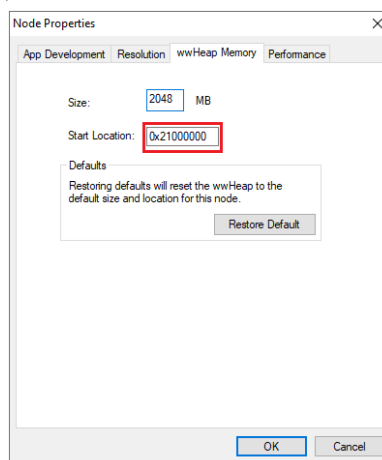 Node Properties
App Development Resolution wwHeap Memory Performance
Size: 2048 MB
Start Location: 0x21000000
Defaults
Restoring defaults will reset the wwHeap to the
default size and location for this node.
Restore Default
OK Cancel